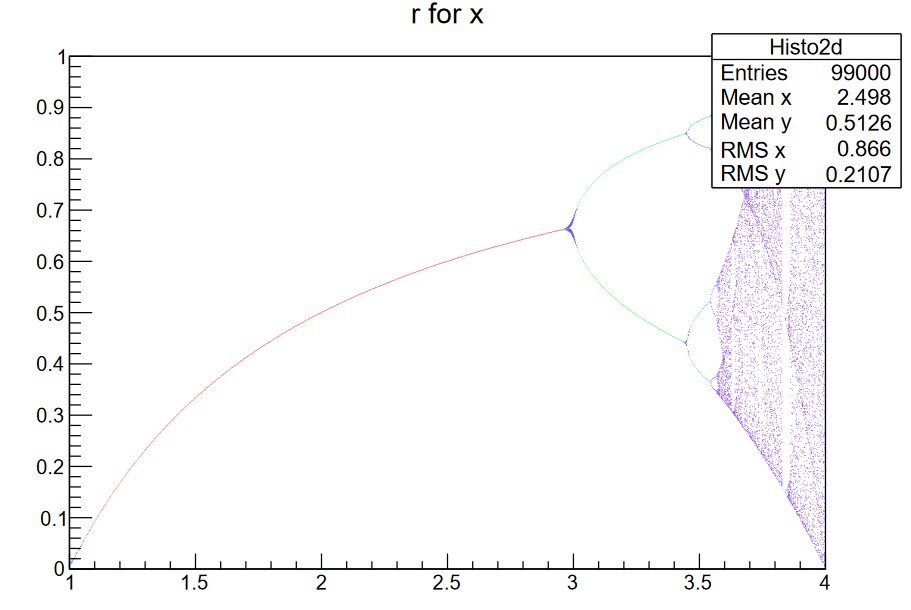 r for x
Histo2d
Entries 99000
Mean x 2.498
Mean y 0.5126
RMS x 0.866
RMS y 0.2107
1
0.9
0.8
0.7
0.6
0.5
0.4
0.3
0.2
0.1
0
1 1.5 2 2.5 3 3.5 4